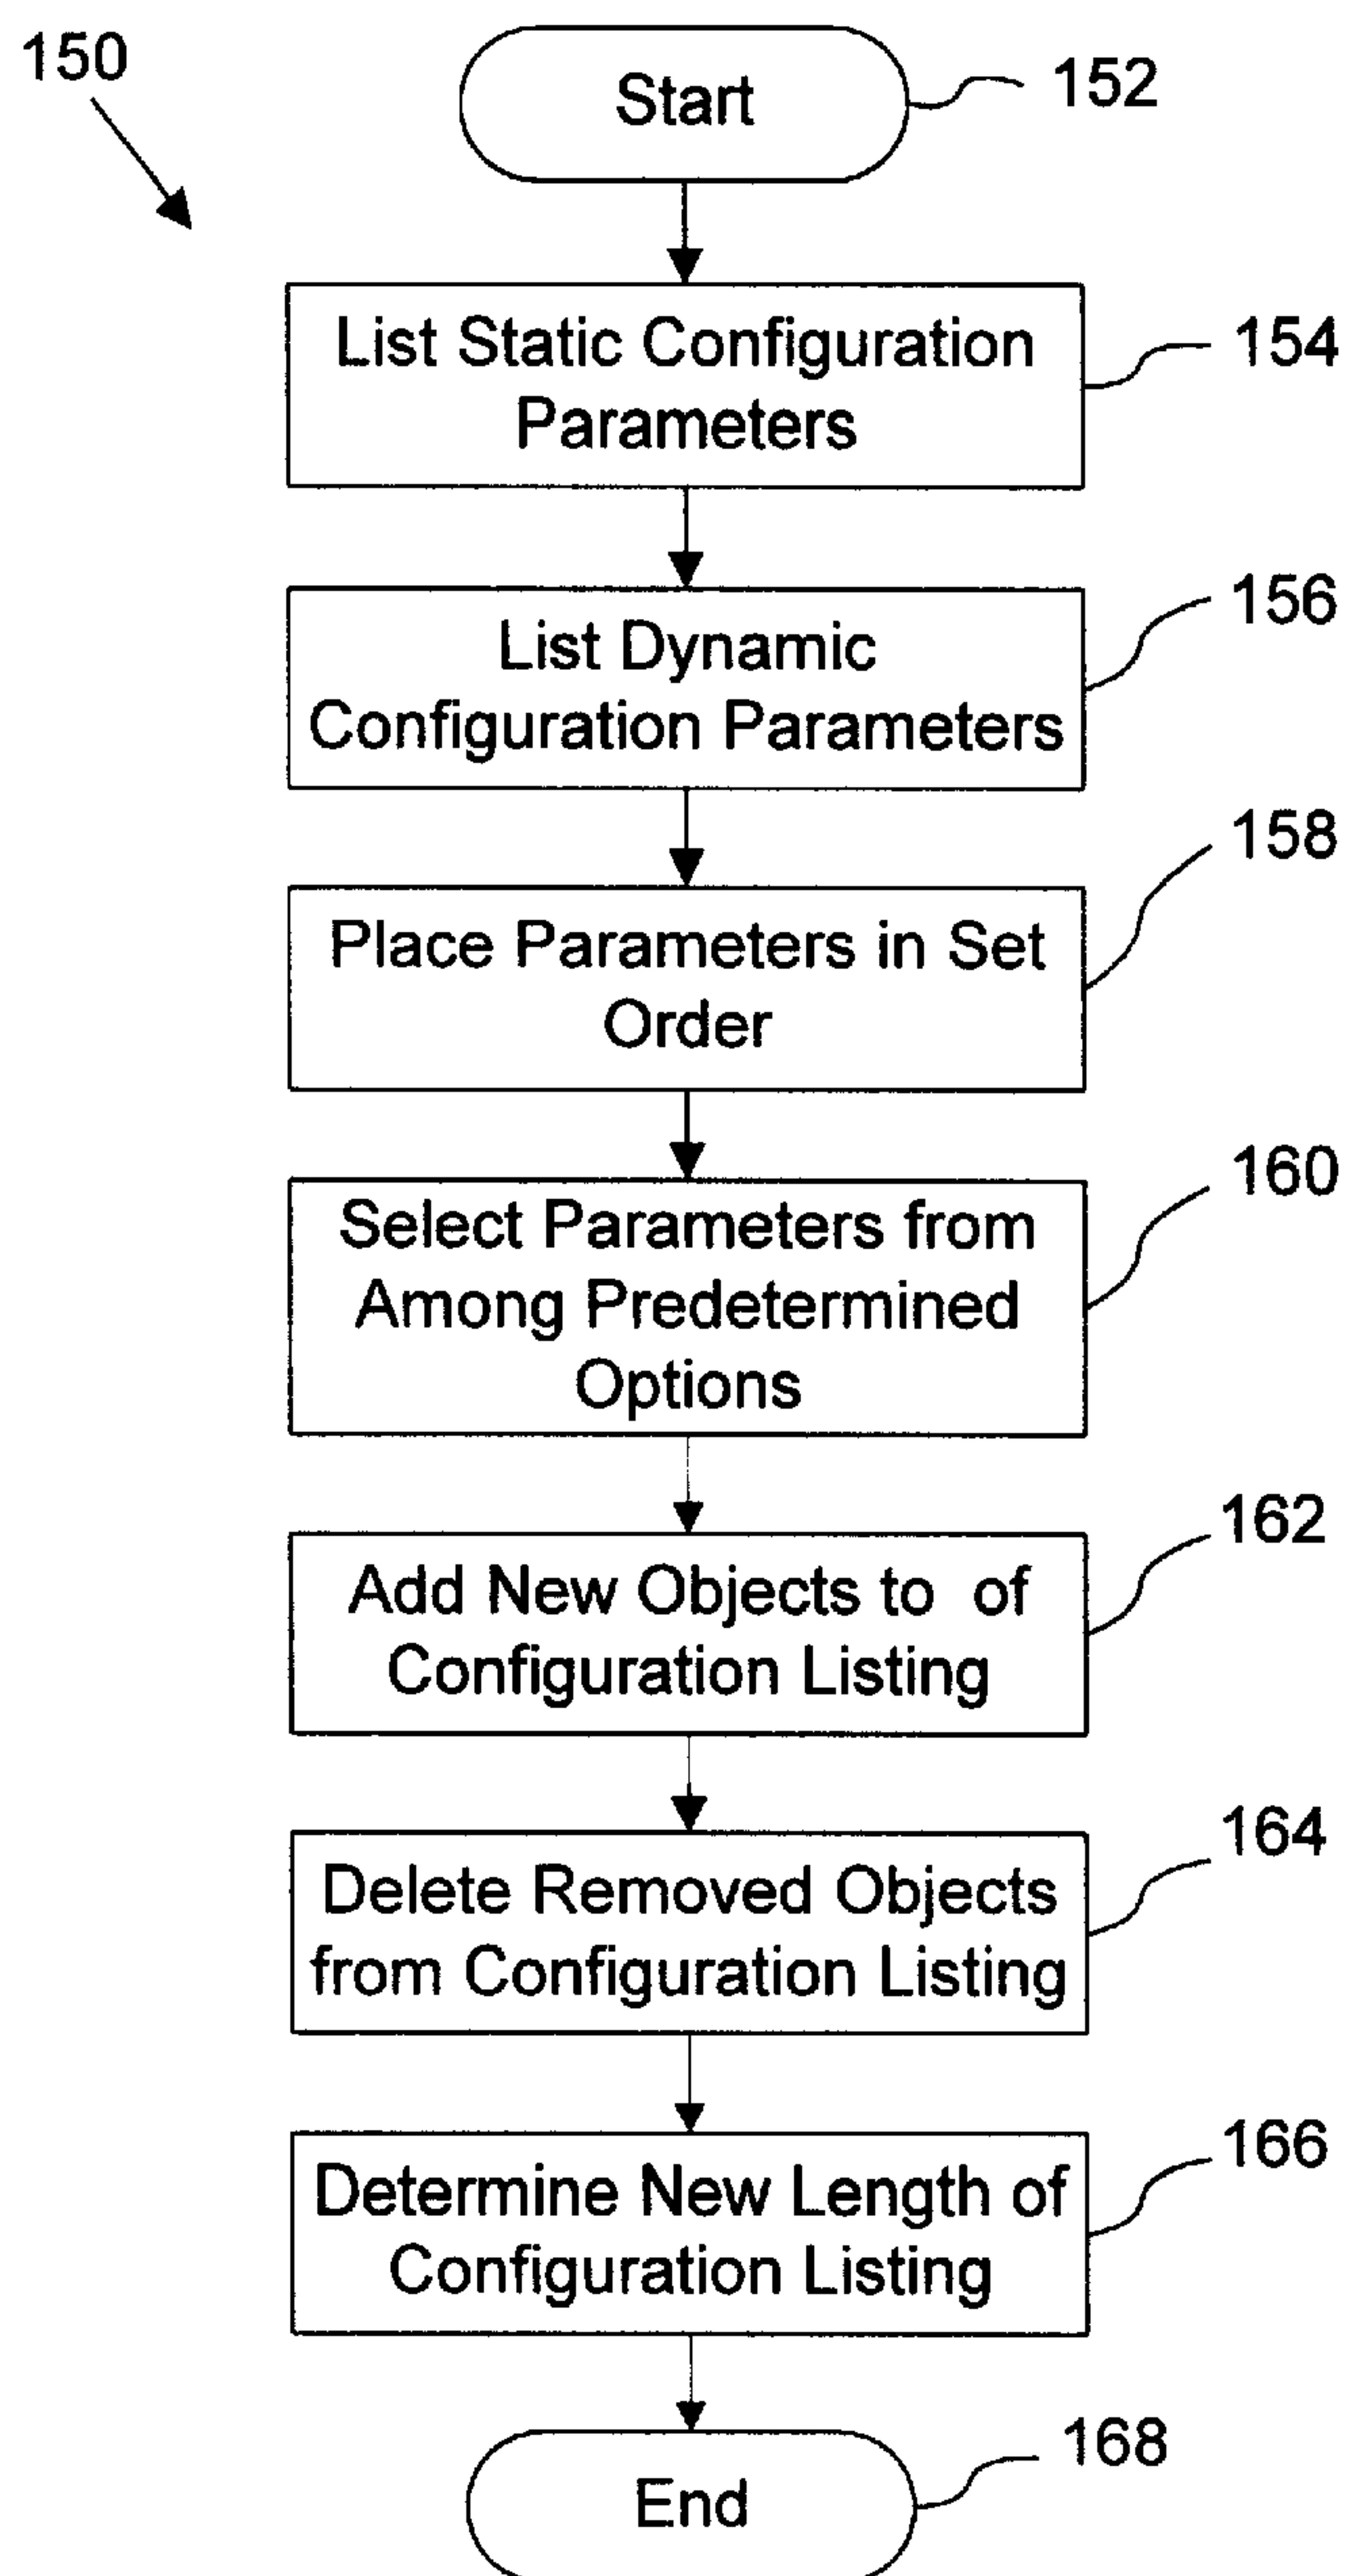 150
Start
152
List Static Configuration
Parameters
154
List Dynamic
Configuration Parameters
156
Place Parameters in Set
Order
158
Select Parameters from
Among Predetermined
Options
160
Add New Objects to  of
Configuration Listing
162
Delete Removed Objects
from Configuration Listing
164
Determine New Length of
Configuration Listing
166
End
168